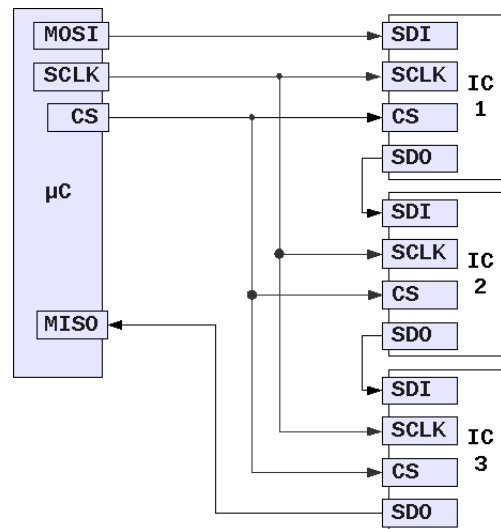 MOSI
SCLK
CS
µC
MISO
SDI
SCLK
CS
SDO
IC
1
SDI
SCLK
CS
SDO
IC
2
SDI
SCLK
CS
SDO
IC
3